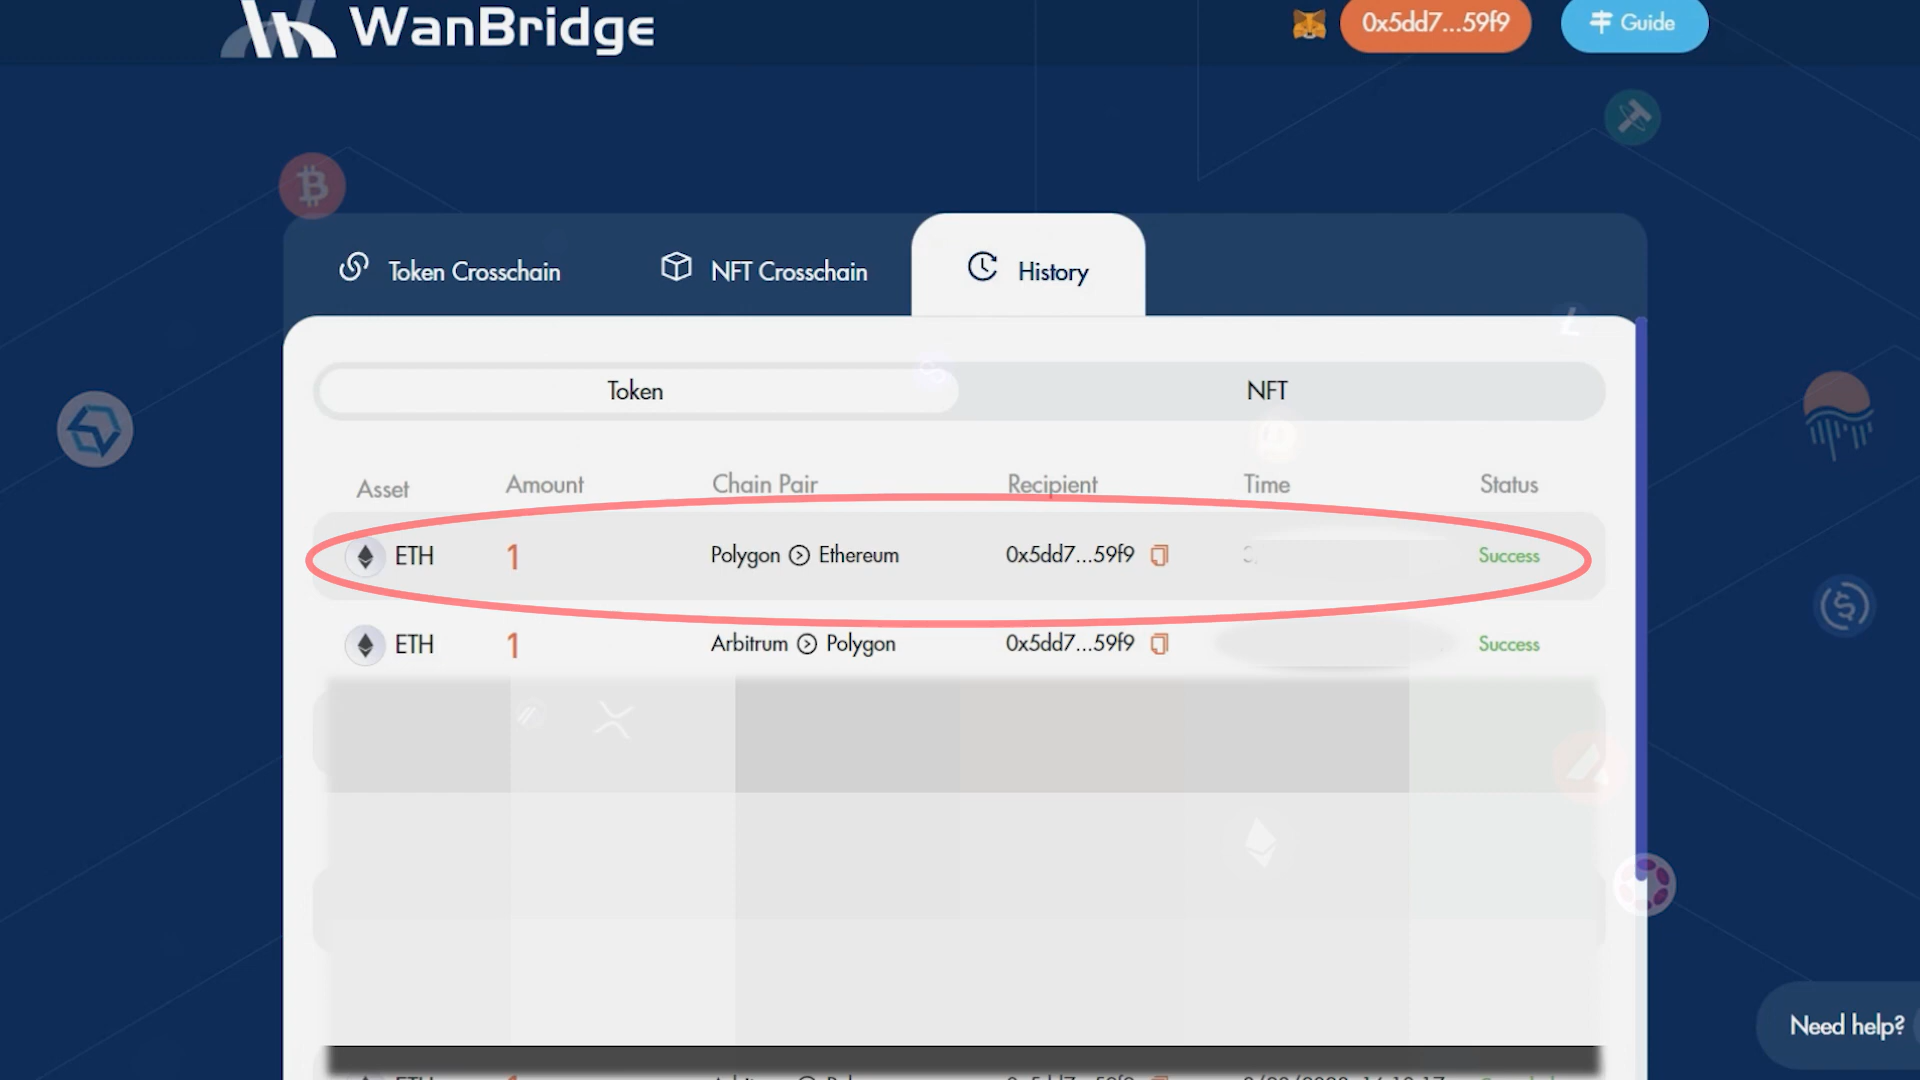 WanBridge
0x5dd7...59f9
Guide
Token Crosschain
NFT Crosschain
History
Token
NFT
Asset
Amount
Chain Pair
Recipient
Time
Status
ETH
1
Polygon
Ethereum
0x5dd7...59f9
Success
ETH
1
Arbitrum
Polygon
0x5dd7...59f9
Success
Need help?